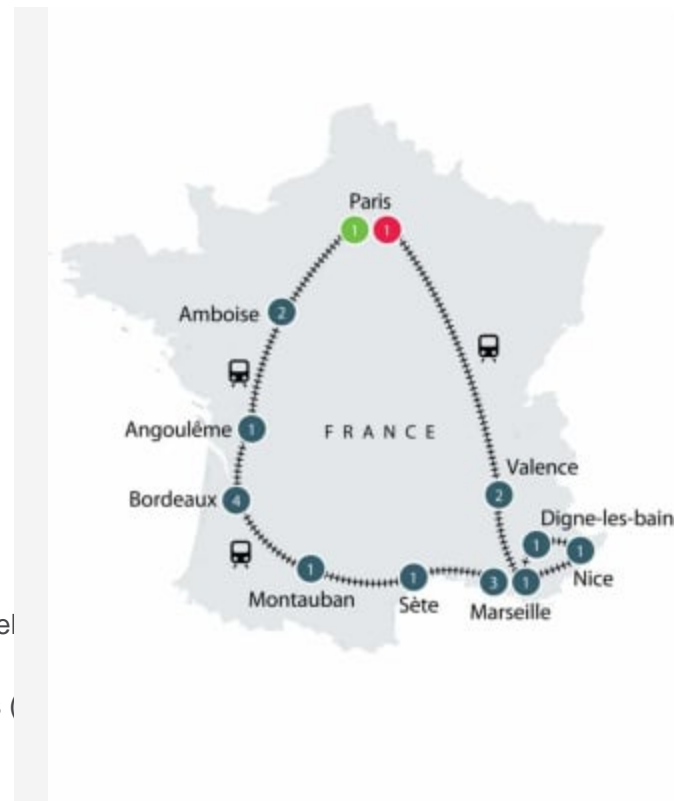 Paris
1 1
Amboise 2
Angoulême 1
FRANCE
Valence
2
Bordeaux 4
Digne-les-bain
1 1
Nice
1
Montauban
1
Sète
3 1
Marseille
el
(